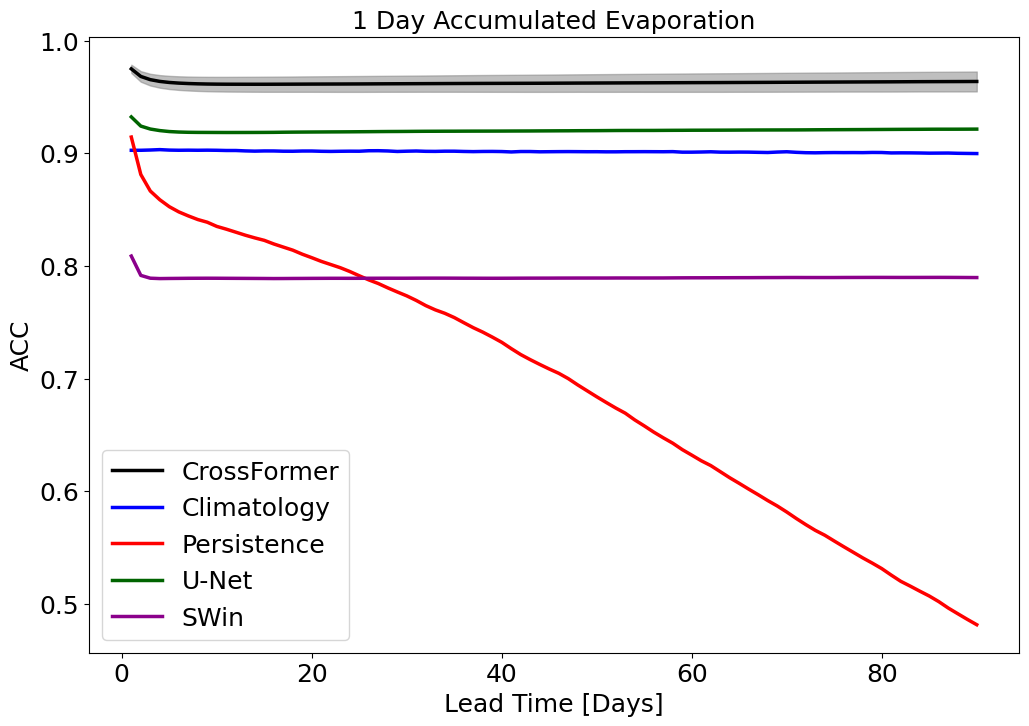 1 Day Accumulated Evaporation
1.0
0.9
0.8
0.7
0.6
0.5
ACC
CrossFormer
Climatology
Persistence
U-Net
SWin
0 20 40 60 80
Lead Time [Days]